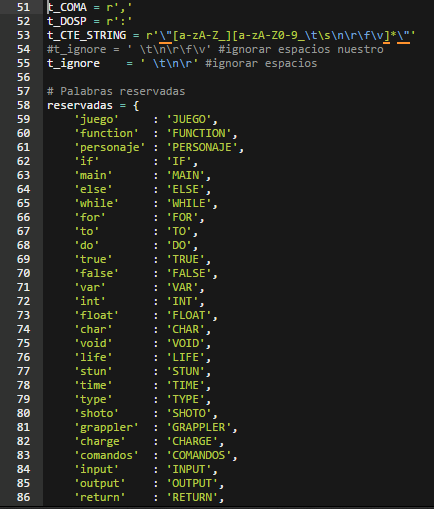 51 t_COMA = r','
52 t_DOSP = r':'
53 t_CTE_STRING = r'\"[a-zA-Z_][a-zA-Z0-9_\t\s\n\r\f\v]*\"'
54 #t_ignore = ' \t\n\r\f\v' #ignorar espacios nuestro
55 t_ignore    = ' \t\n\r' #ignorar espacios
56
57 # Palabras reservadas
58 reservadas = {
59     'juego'     : 'JUEGO',
60     'function'  : 'FUNCTION',
61     'personaje' : 'PERSONAJE',
62     'if'        : 'IF',
63     'main'      : 'MAIN',
64     'else'      : 'ELSE',
65     'while'     : 'WHILE',
66     'for'       : 'FOR',
67     'to'        : 'TO',
68     'do'        : 'DO',
69     'true'      : 'TRUE',
70     'false'     : 'FALSE',
71     'var'       : 'VAR',
72     'int'       : 'INT',
73     'float'     : 'FLOAT',
74     'char'      : 'CHAR',
75     'void'      : 'VOID',
76     'life'      : 'LIFE',
77     'stun'      : 'STUN',
78     'time'      : 'TIME',
79     'type'      : 'TYPE',
80     'shoto'     : 'SHOTO',
81     'grappler'  : 'GRAPPLER',
82     'charge'    : 'CHARGE',
83     'comandos'  : 'COMANDOS',
84     'input'     : 'INPUT',
85     'output'    : 'OUTPUT',
86     'return'    : 'RETURN',